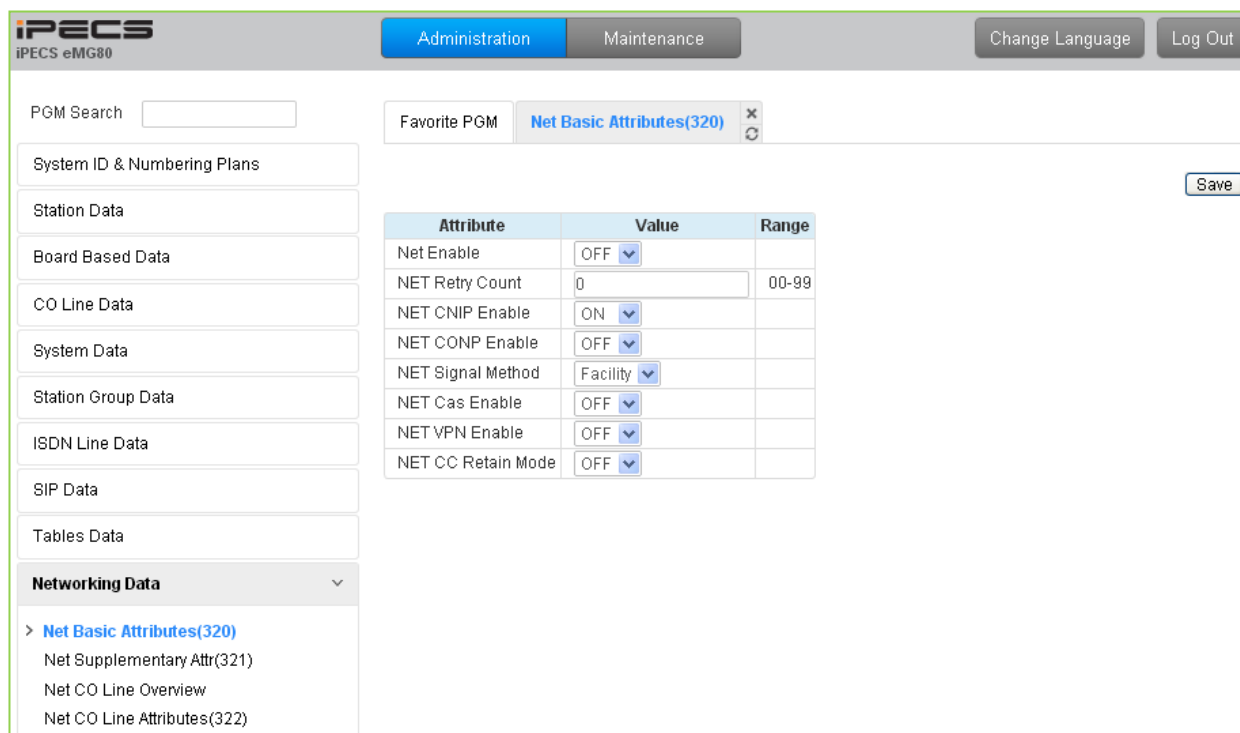 iPECS
iPECS eMG80
Administration
Maintenance
Change Language
Log Out
PGM Search
System ID & Numbering Plans
Station Data
Board Based Data
CO Line Data
System Data
Station Group Data
ISDN Line Data
SIP Data
Tables Data
Networking Data
> Net Basic Attributes(320)
Net Supplementary Attr(321)
Net CO Line Overview
Net CO Line Attributes(322)
Favorite PGM
Net Basic Attributes(320)
Save
Attribute Value Range
Net Enable OFF
NET Retry Count 0 00-99
NET CNIP Enable ON
NET CONP Enable OFF
NET Signal Method Facility
NET Cas Enable OFF
NET VPN Enable OFF
NET CC Retain Mode OFF